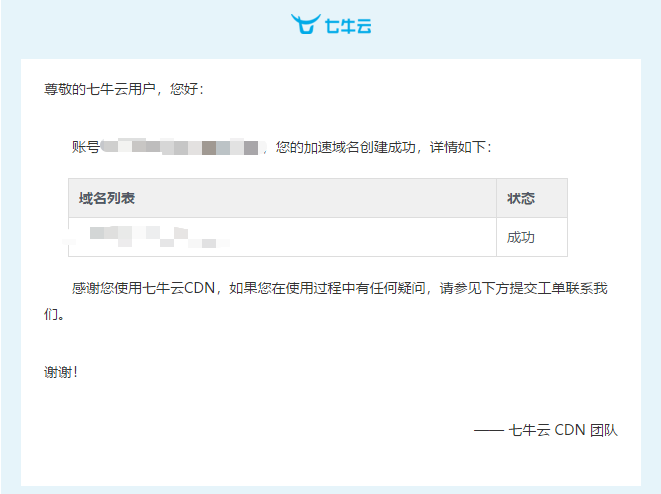 七牛云
尊敬的七牛云用户，您好：
账号，您的加速域名创建成功，详情如下：
域名列表 状态
成功
感谢您使用七牛云CDN，如果您在使用过程中有任何疑问，请参见下方提交工单联系我
们。
谢谢！
—— 七牛云 CDN 团队